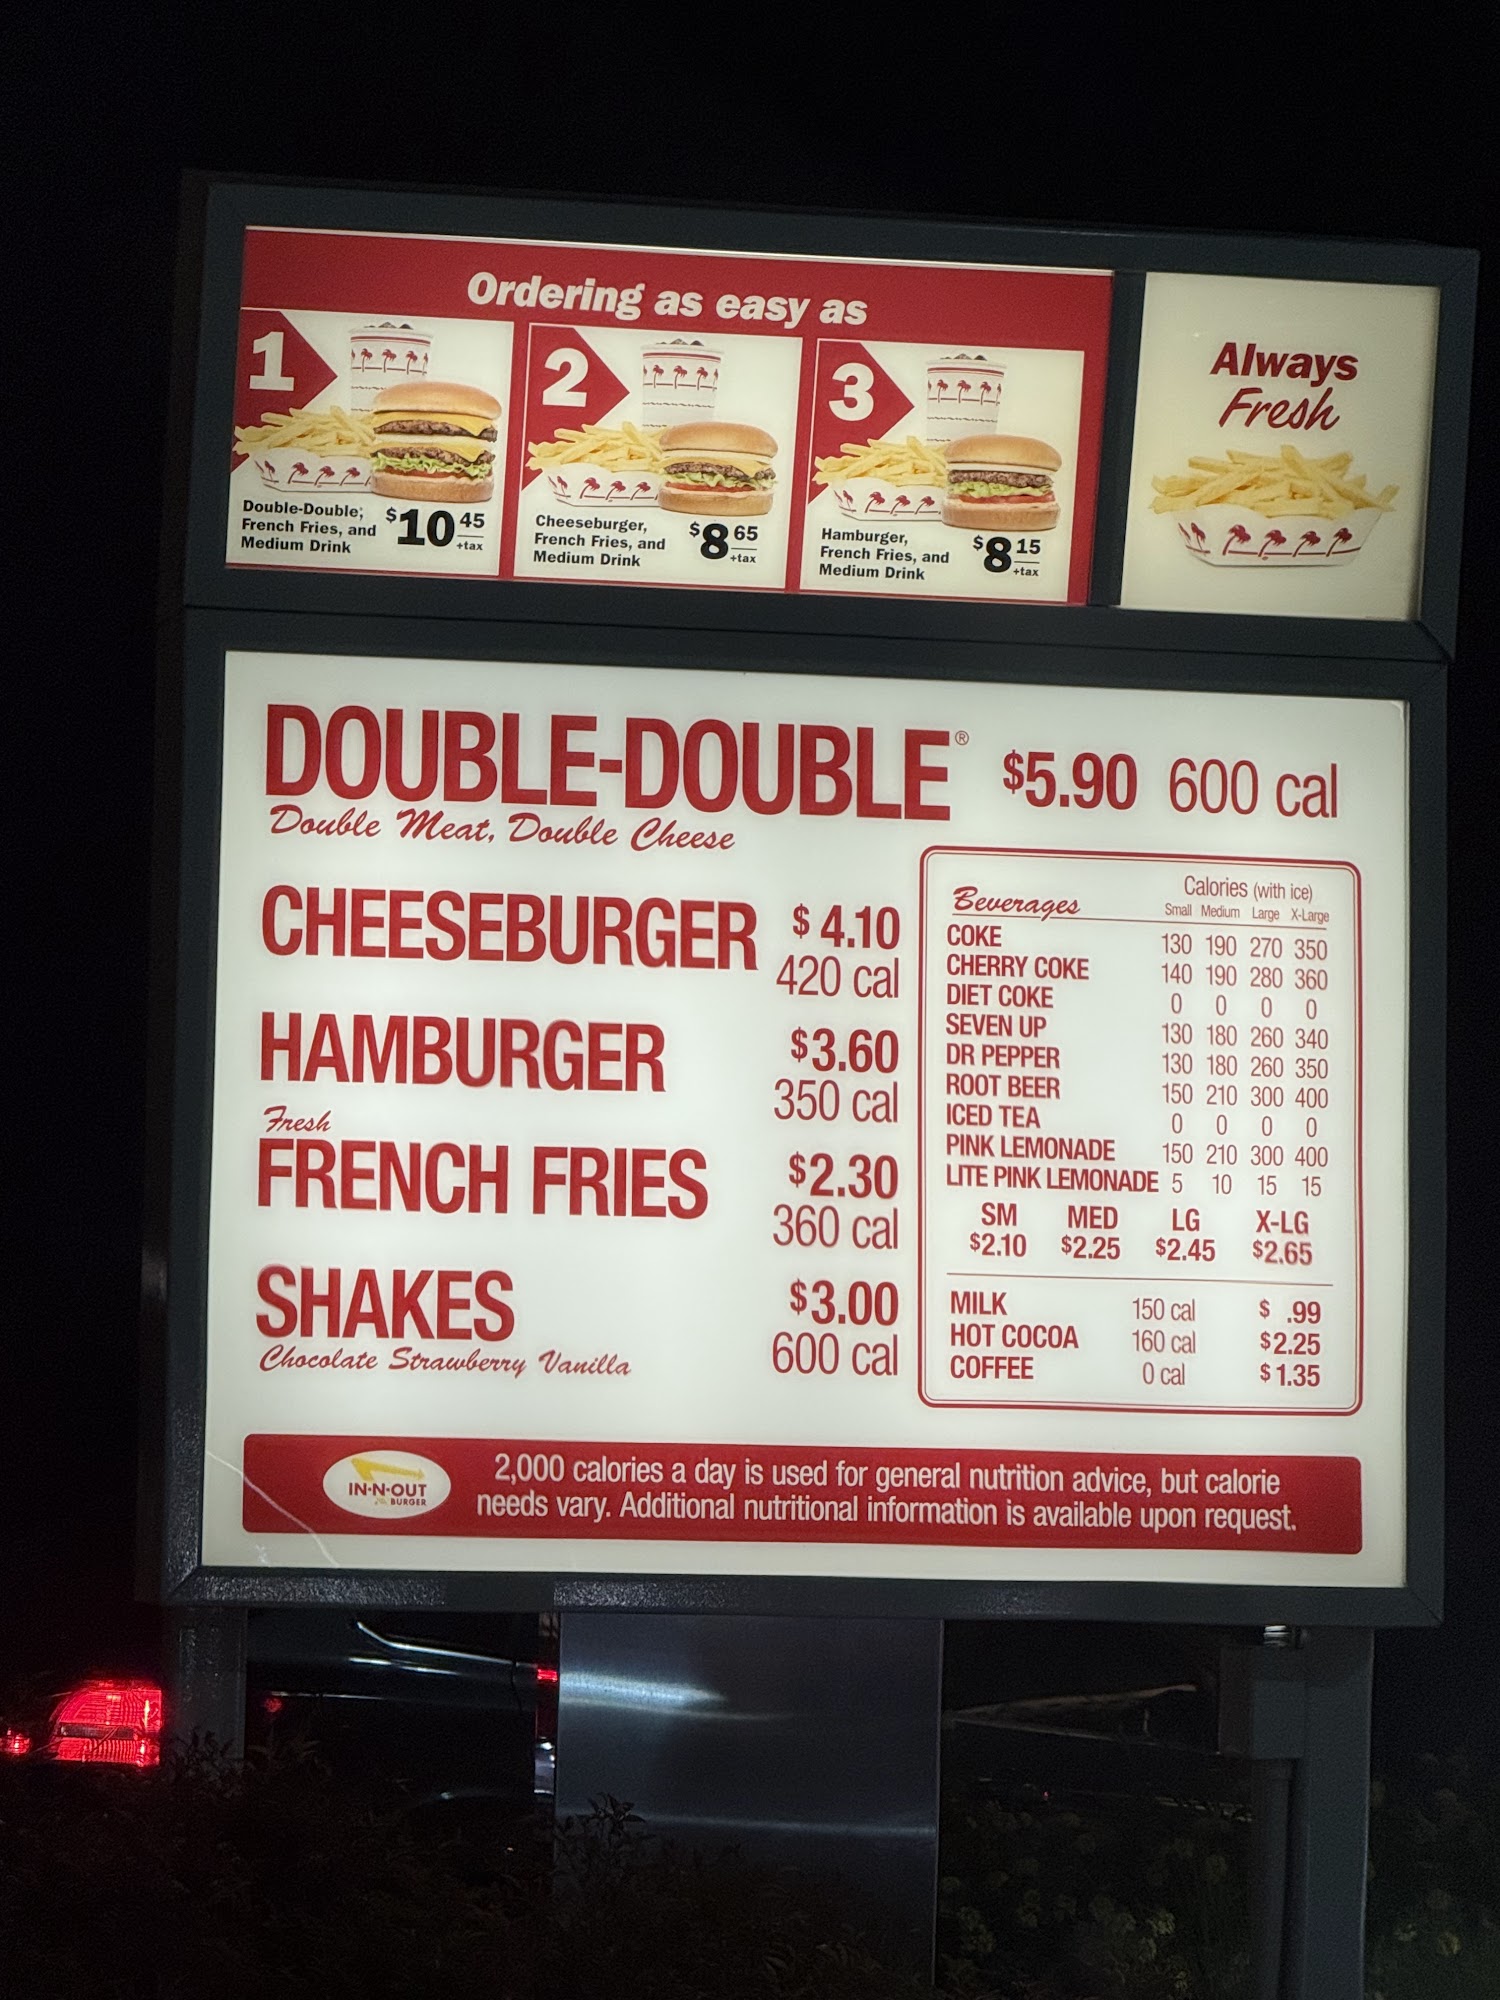 Ordering as easy as
1
Double-Double,
French Fries, and
Medium Drink
$10 45
+tax
2
Cheeseburger,
French Fries, and
Medium Drink
$8 65
+tax
3
Hamburger,
French Fries, and
Medium Drink
$8 15
+tax
Always
Fresh
DOUBLE-DOUBLE® $5.90 600 cal
Double Meat, Double Cheese
CHEESEBURGER $4.10
420 cal
HAMBURGER $3.60
350 cal
Fresh
FRENCH FRIES $2.30
360 cal
SHAKES $3.00
Chocolate Strawberry Vanilla 600 cal
Beverages Calories (with ice)
Small Medium Large X-Large
COKE 130 190 270 350
CHERRY COKE 140 190 280 360
DIET COKE 0 0 0 0
SEVEN UP 130 180 260 340
DR PEPPER 130 180 260 350
ROOT BEER 150 210 300 400
ICED TEA 0 0 0 0
PINK LEMONADE 150 210 300 400
LITE PINK LEMONADE 5 10 15 15
SM MED LG X-LG
$2.10 $2.25 $2.45 $2.65
MILK 150 cal $ .99
HOT COCOA 160 cal $2.25
COFFEE 0 cal $1.35
IN-N-OUT
BURGER
2,000 calories a day is used for general nutrition advice, but calorie
needs vary. Additional nutritional information is available upon request.